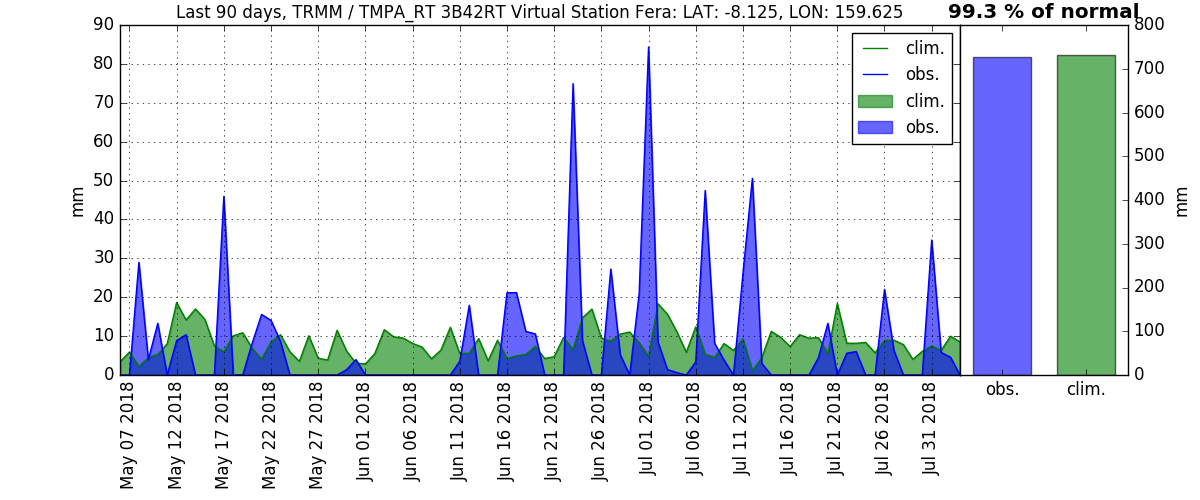 Last 90 days, TRMM / TMPA_RT 3B42RT Virtual Station Fera: LAT: -8.125, LON: 159.625
99.3 % of normal
90
80
70
60
50
40
30
20
10
0
mm
clim.
obs.
clim.
obs.
May 07 2018
May 12 2018
May 17 2018
May 22 2018
May 27 2018
Jun 01 2018
Jun 06 2018
Jun 11 2018
Jun 16 2018
Jun 21 2018
Jun 26 2018
Jul 01 2018
Jul 06 2018
Jul 11 2018
Jul 16 2018
Jul 21 2018
Jul 26 2018
Jul 31 2018
800
700
600
500
400
300
200
100
0
mm
obs.
clim.